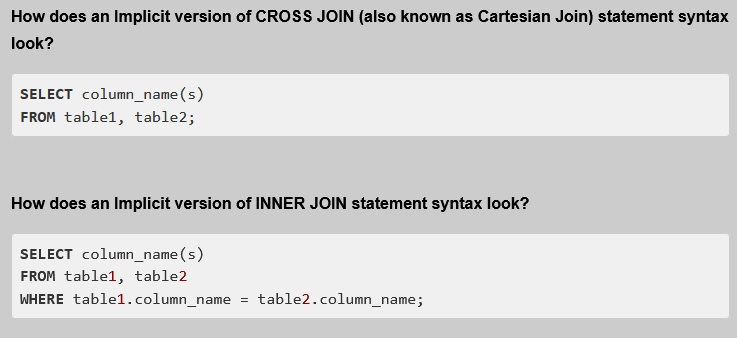 How does an Implicit version of CROSS JOIN (also known as Cartesian Join) statement syntax
look?
SELECT column_name(s)
FROM table1, table2;
How does an Implicit version of INNER JOIN statement syntax look?
SELECT column_name(s)
FROM table1, table2
WHERE table1.column_name = table2.column_name;